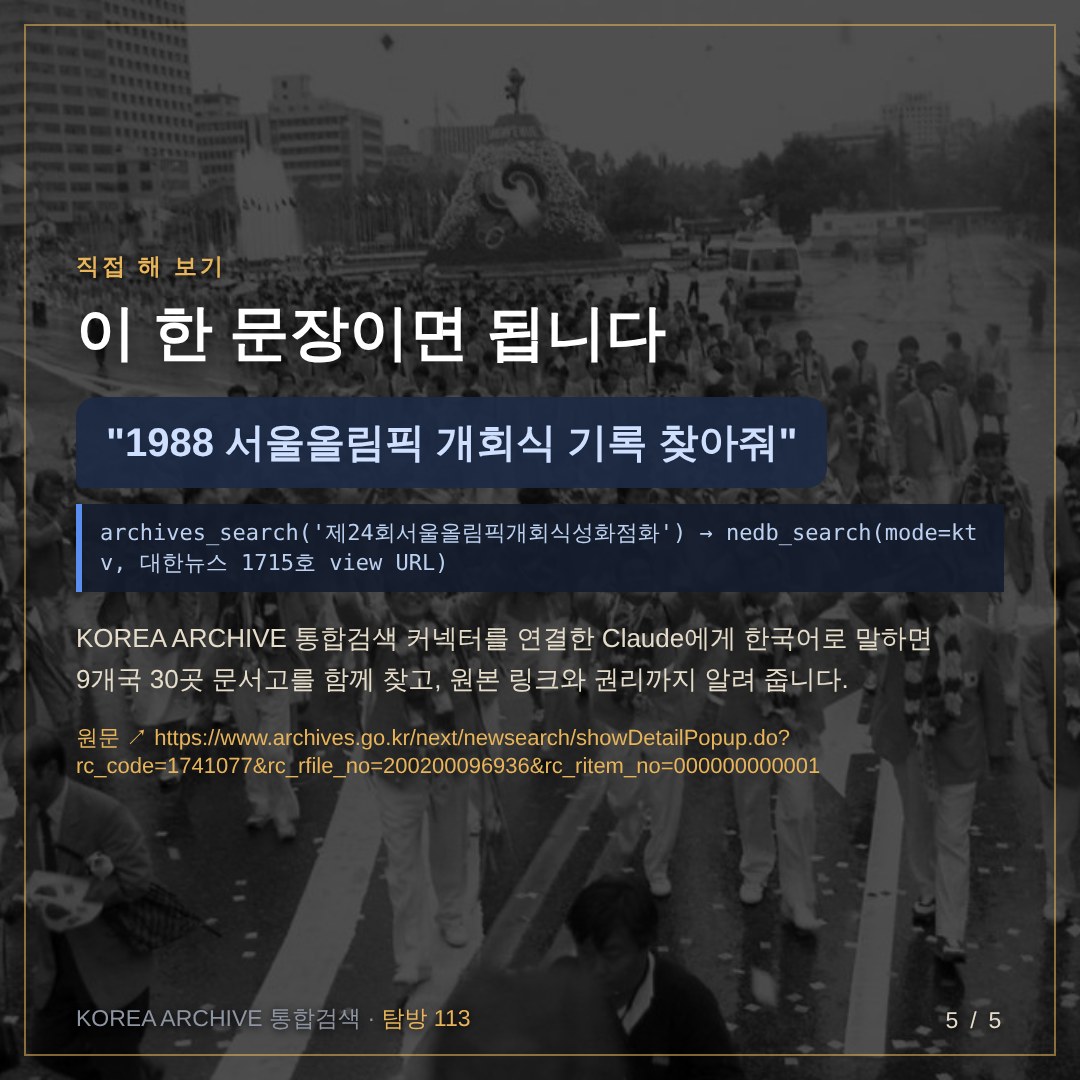 직접 해 보기
이 한 문장이면 됩니다
"1988 서울올림픽 개회식 기록 찾아줘"
archives_search('제24회서울올림픽개회식성화점화') → nedb_search(mode=kt
v, 대한뉴스 1715호 view URL)
KOREA ARCHIVE 통합검색 커넥터를 연결한 Claude에게 한국어로 말하면
9개국 30곳 문서고를 함께 찾고, 원본 링크와 권리까지 알려 줍니다.
원문 ↗ https://www.archives.go.kr/next/newsearch/showDetailPopup.do?
rc_code=1741077&rc_rfile_no=200200096936&rc_ritem_no=000000000001
KOREA ARCHIVE 통합검색 · 탐방 113
5 / 5